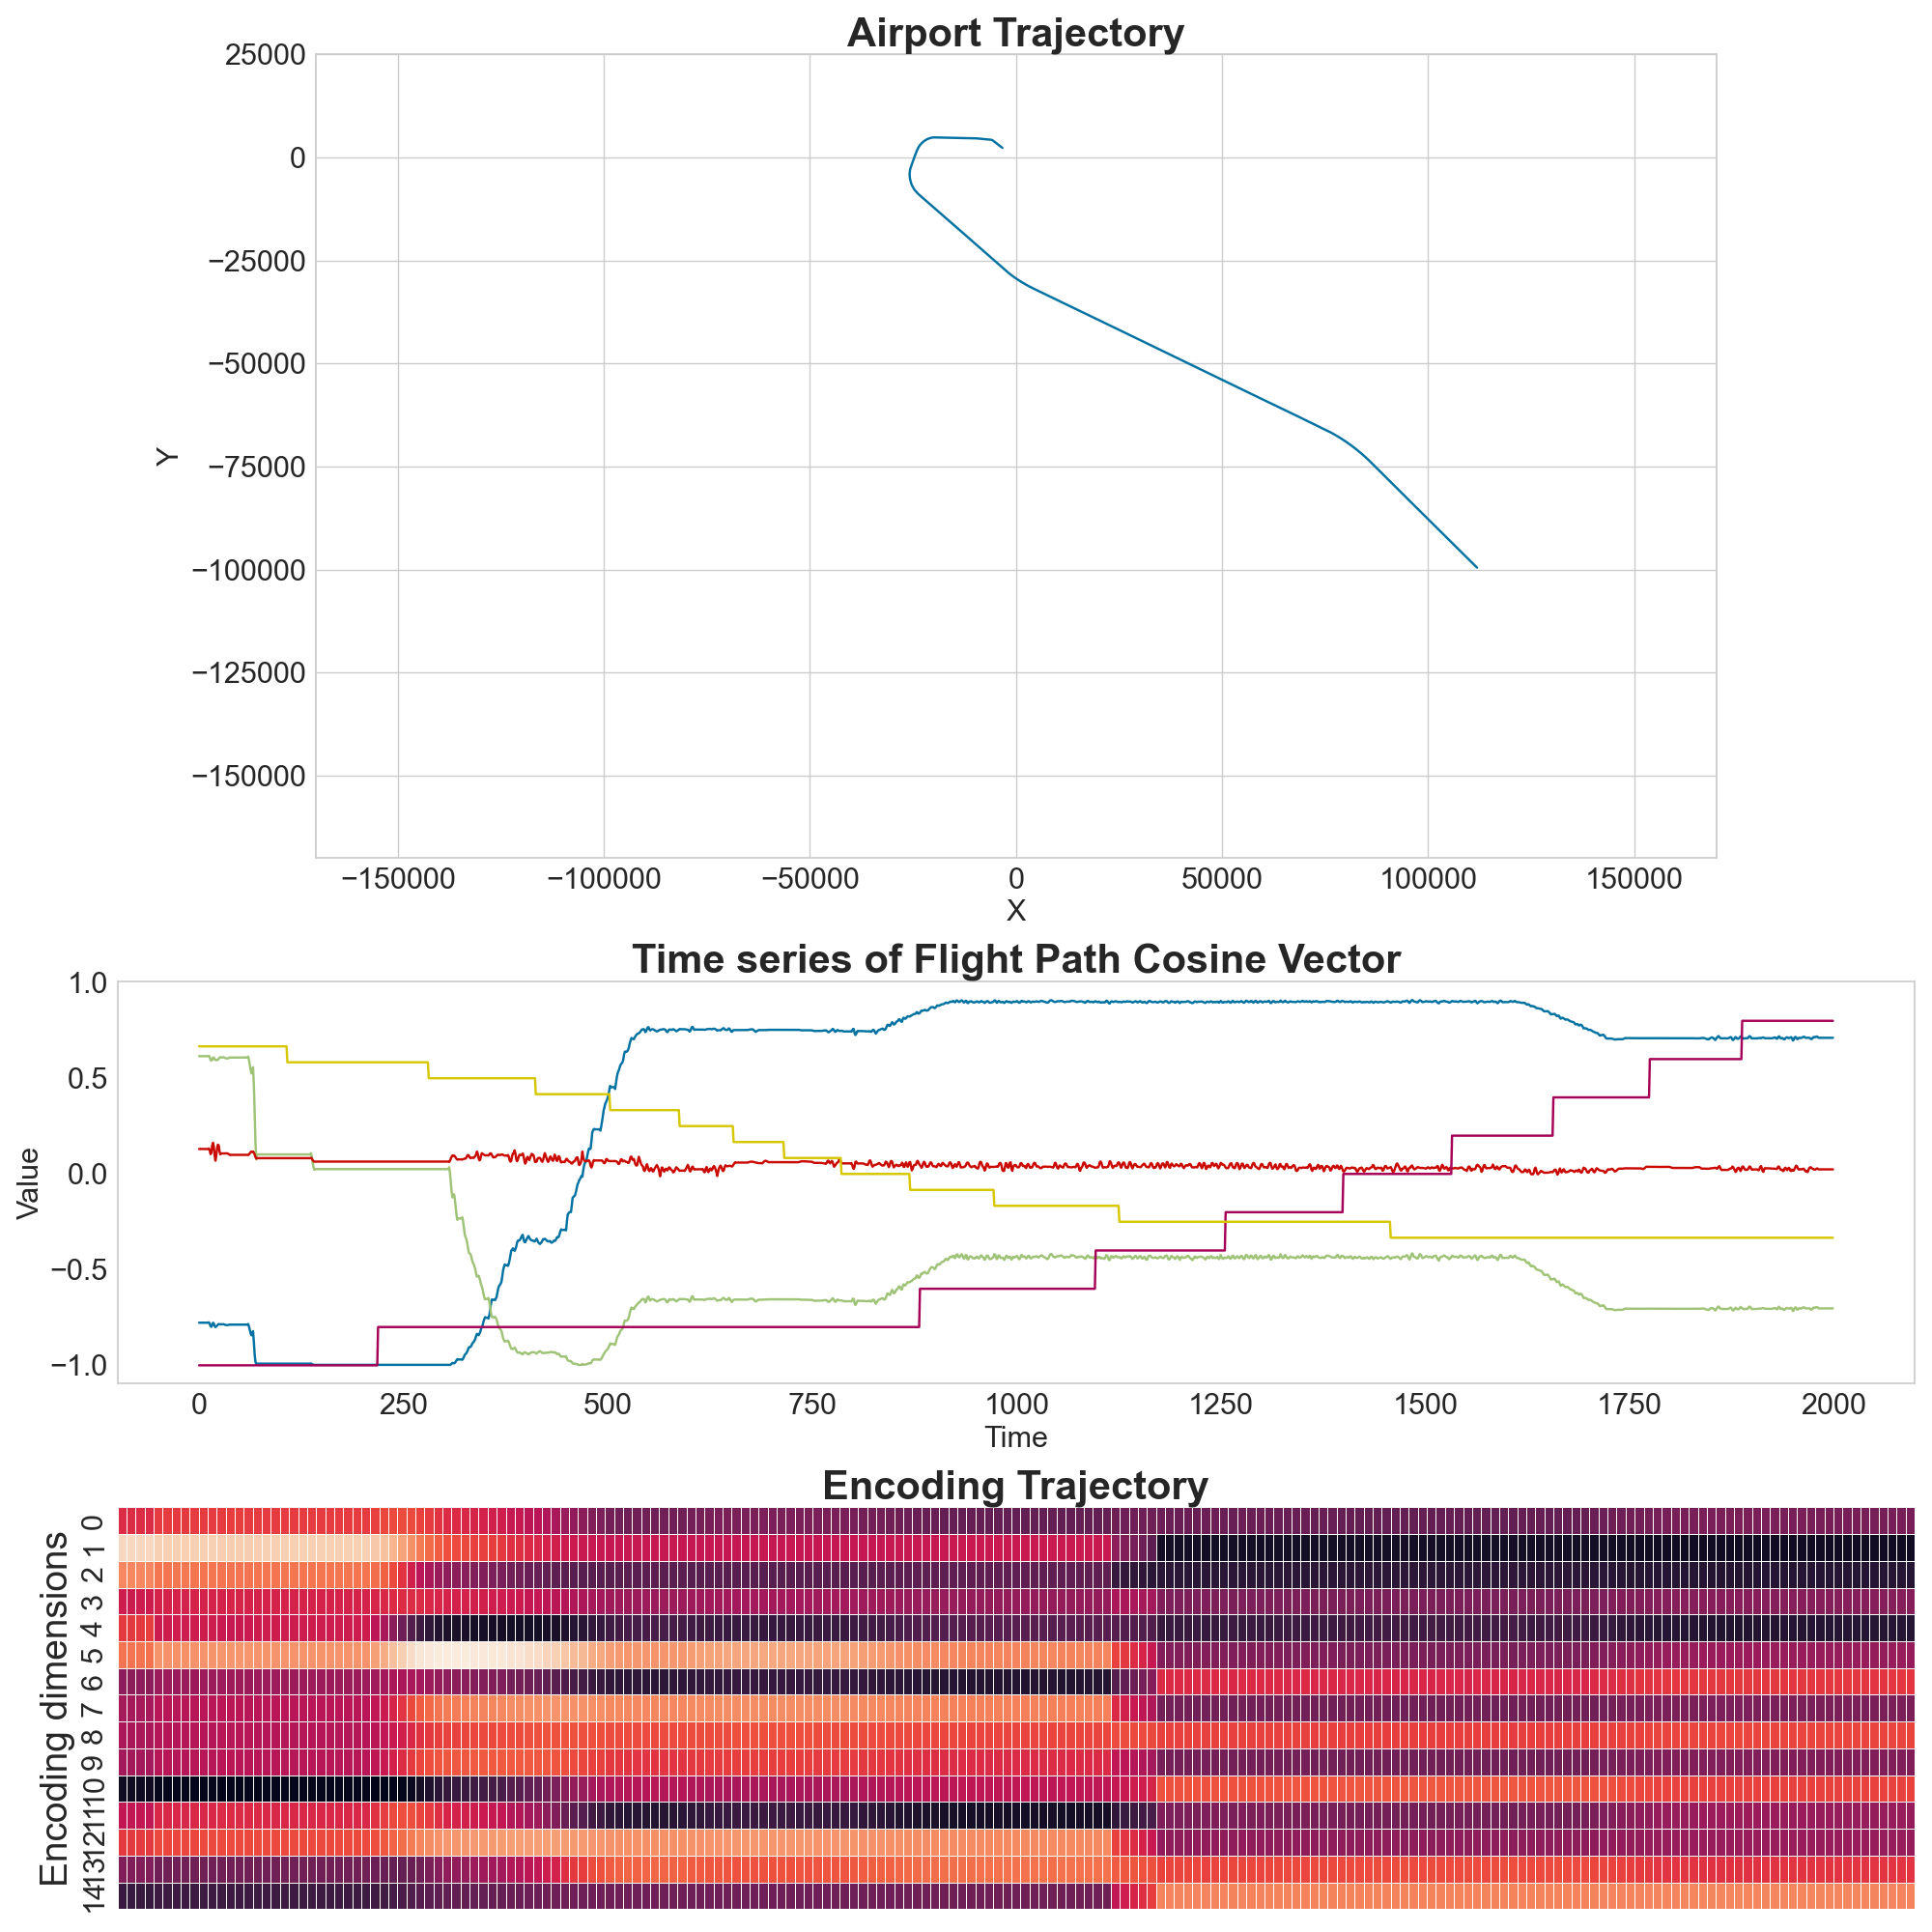 Airport Trajectory
25000
0
−25000
−50000
−75000
−100000
−125000
−150000
Y
−150000 −100000 −50000 0 50000 100000 150000
X
Time series of Flight Path Cosine Vector
1.0
0.5
0.0
−0.5
−1.0
Value
0 250 500 750 1000 1250 1500 1750 2000
Time
Encoding Trajectory
0
1
2
3
4
5
6
7
8
9
10
11
12
13
14
Encoding dimensions